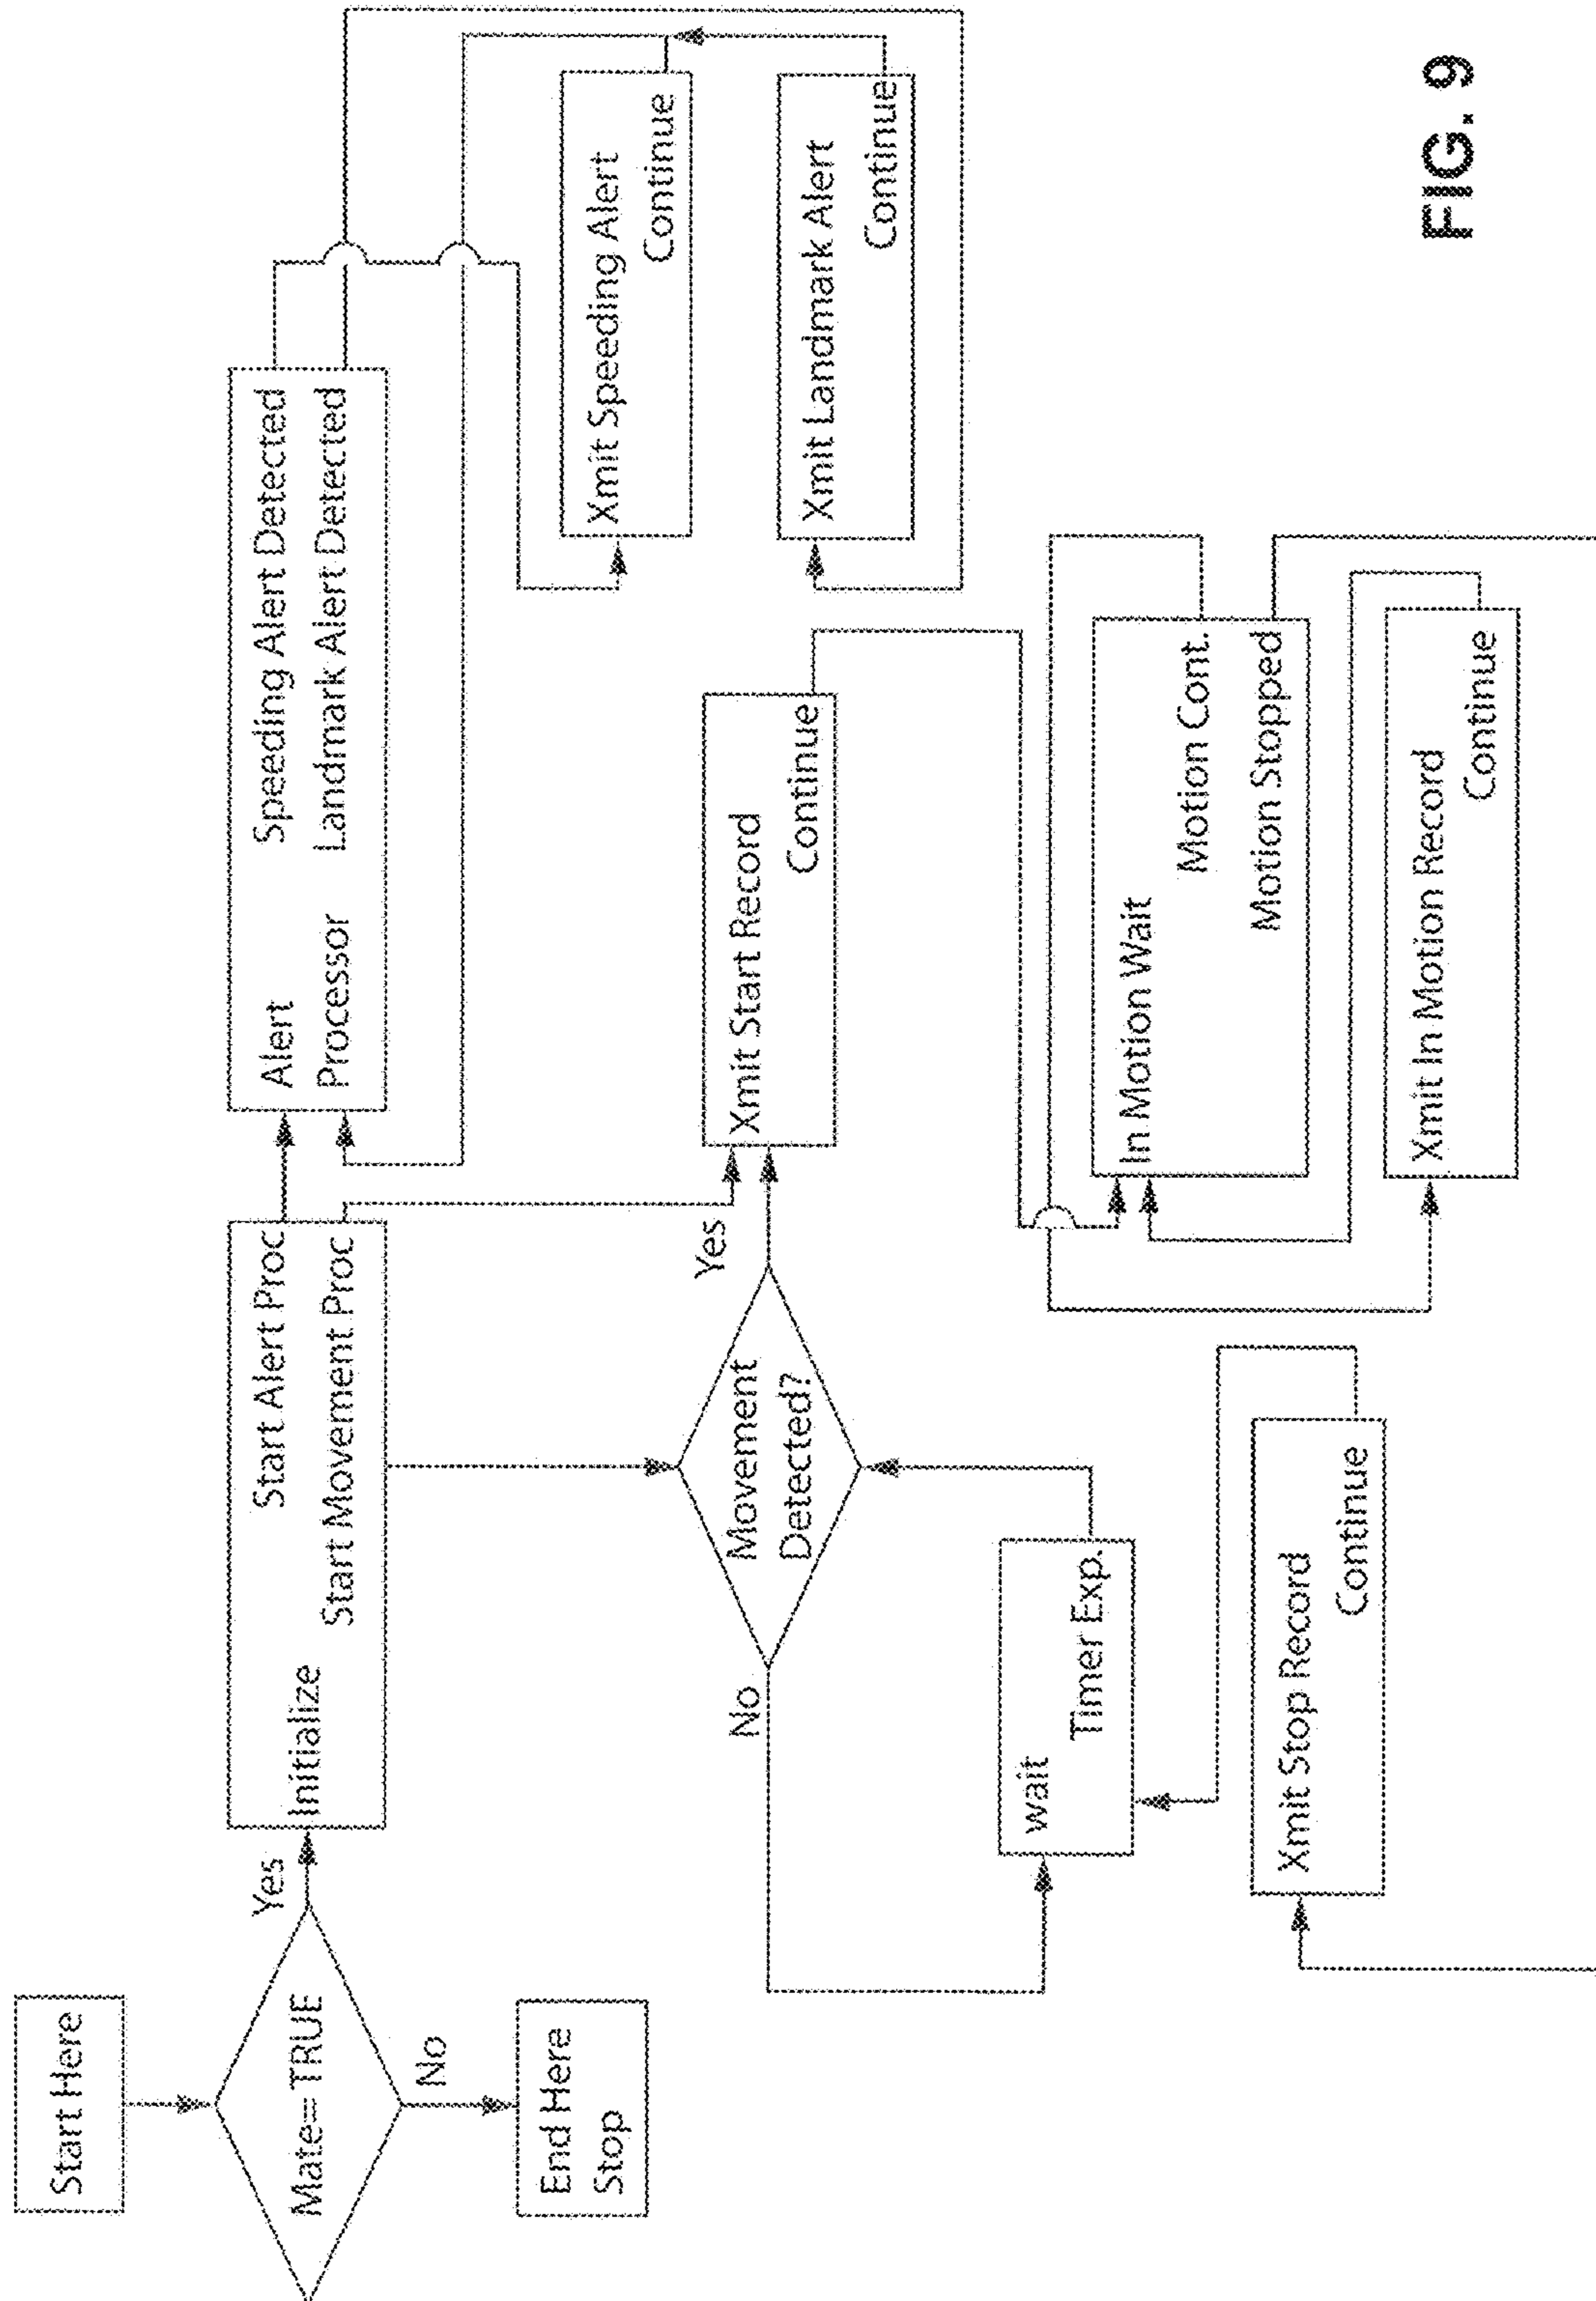 Start Here
Mate=TRUE
Yes
No
End Here
Stop
Initialize
Start Alert Proc
Start Movement Proc
Alert
Processor
Speeding Alert Detected
Landmark Alert Detected
Xmit Speeding Alert
Continue
Xmit Landmark Alert
Continue
Movement
Detected?
Yes
No
Xmit Start Record
Continue
wait
Timer Exp.
In Motion Wait
Motion Cont.
Motion Stopped
Xmit Stop Record
Continue
Xmit In Motion Record
Continue
FIG. 9